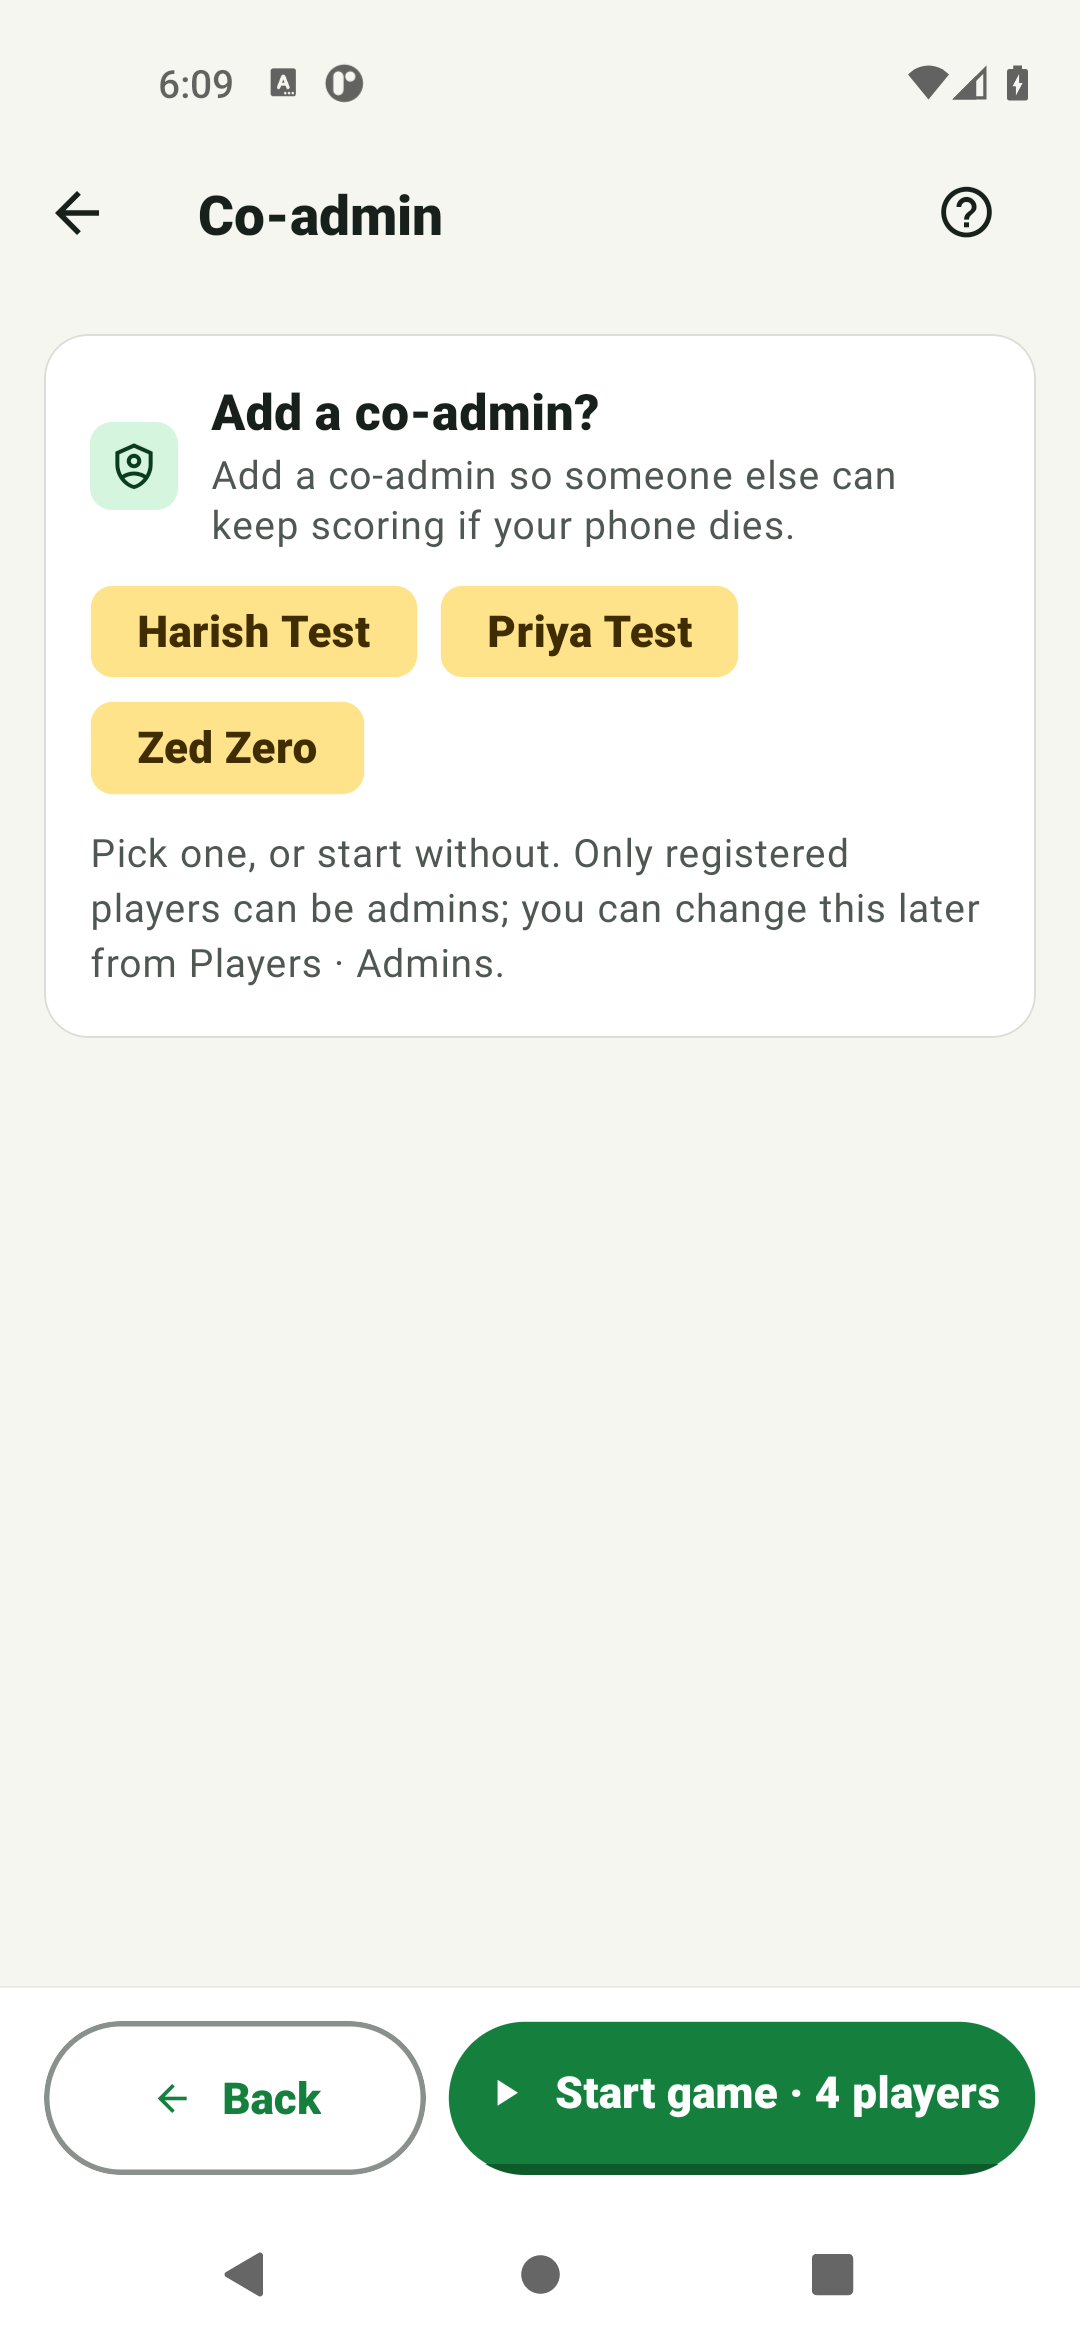 6:09
Co-admin
Add a co-admin?
Add a co-admin so someone else can
keep scoring if your phone dies.
Harish Test
Priya Test
Zed Zero
Pick one, or start without. Only registered
players can be admins; you can change this later
from Players · Admins.
Back
Start game · 4 players